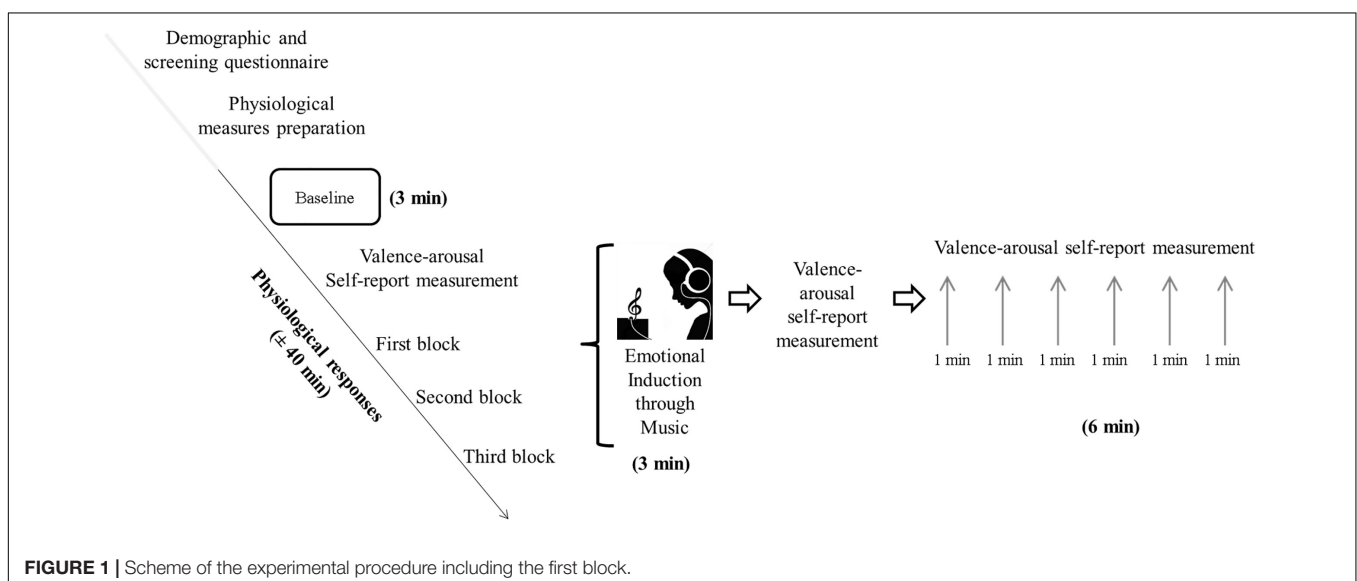 Demographic and
screening questionnaire
Physiological
measures preparation
Baseline
(3 min)
Valence-arousal
Self-report measurement
Physiological responses
(± 40 min)
First block
Second block
Third block
Emotional
Induction
through
Music
(3 min)
Valence-
arousal
self-report
measurement
Valence-arousal self-report measurement
1 min 1 min 1 min 1 min 1 min 1 min
(6 min)
FIGURE 1 | Scheme of the experimental procedure including the first block.